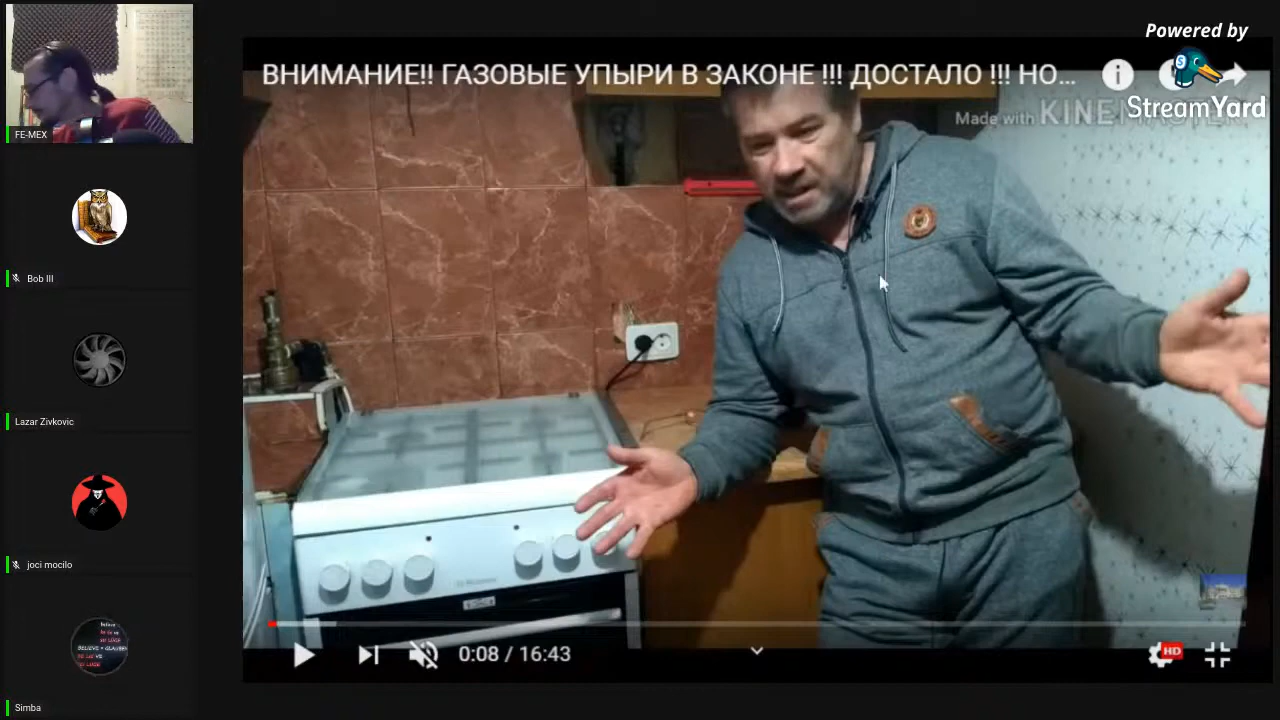 Powered by
StreamYard
ВНИМАНИЕ!! ГАЗОВЫЕ УПЫРИ В ЗАКОНЕ !!! ДОСТАЛО !!! НО...
Made with KINEMASTER
FE-MEX
Bob III
Lazar Zivkovic
joci mocilo
Simba
0:08 / 16:43
HD